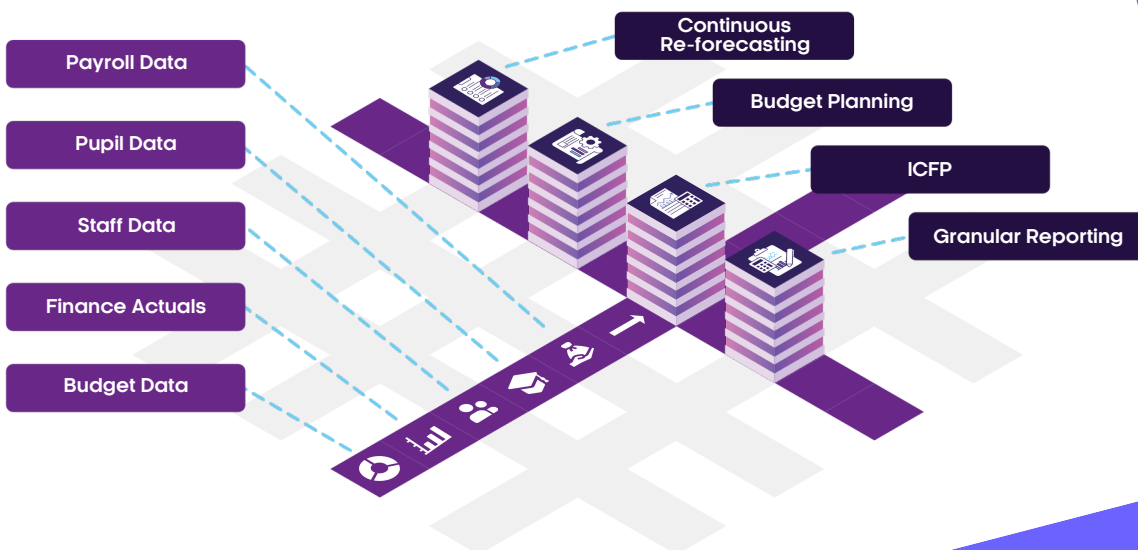 Payroll Data
Pupil Data
Staff Data
Finance Actuals
Budget Data
Continuous
Re-forecasting
Budget Planning
ICFP
Granular Reporting